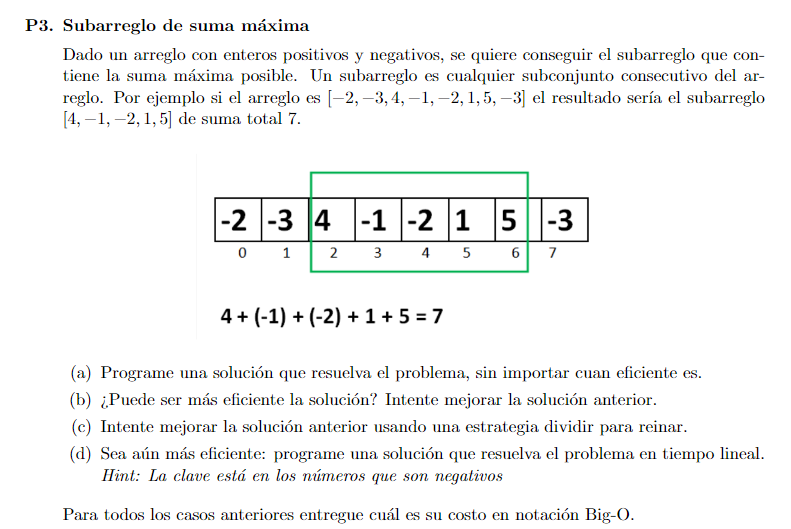 P3. Subarreglo de suma máxima
Dado un arreglo con enteros positivos y negativos, se quiere conseguir el subarreglo que con-
tiene la suma máxima posible. Un subarreglo es cualquier subconjunto consecutivo del ar-
reglo. Por ejemplo si el arreglo es [−2, −3, 4, −1, −2, 1, 5, −3] el resultado sería el subarreglo
[4, −1, −2, 1, 5] de suma total 7.
-2 -3 4 -1 -2 1 5 -3
0 1 2 3 4 5 6 7
4 + (-1) + (-2) + 1 + 5 = 7
(a) Programe una solución que resuelva el problema, sin importar cuan eficiente es.
(b) ¿Puede ser más eficiente la solución? Intente mejorar la solución anterior.
(c) Intente mejorar la solución anterior usando una estrategia dividir para reinar.
(d) Sea aún más eficiente: programe una solución que resuelva el problema en tiempo lineal.
Hint: La clave está en los números que son negativos
Para todos los casos anteriores entregue cuál es su costo en notación Big-O.